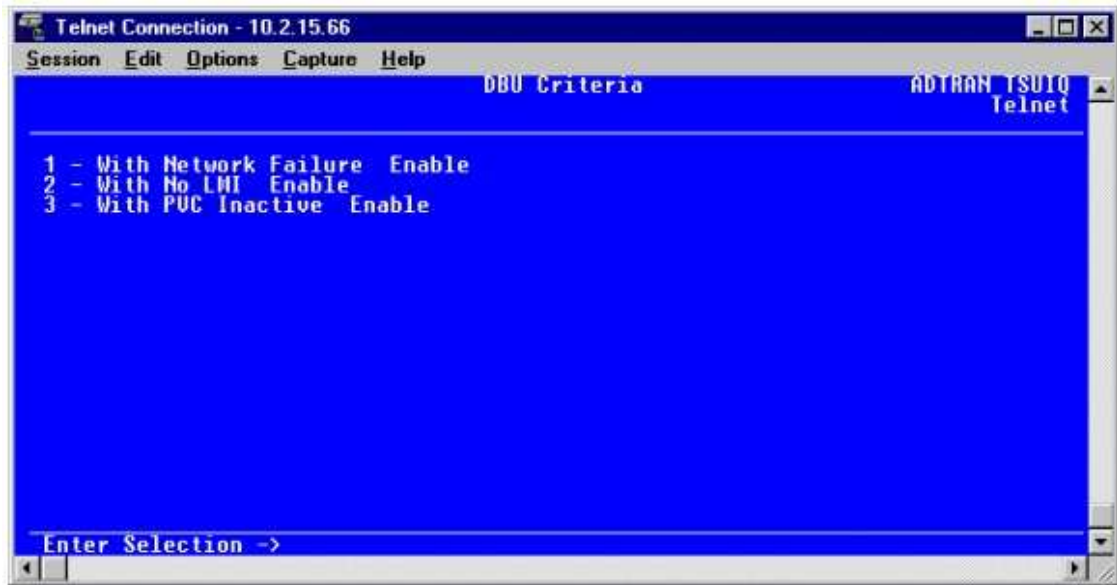 Telnet Connection - 10.2.15.66
Session Edit Options Capture Help
DBU Criteria ADTRAN TSUIQ
Telnet
1 - With Network Failure Enable
2 - With No LMI Enable
3 - With PVC Inactive Enable
Enter Selection ->